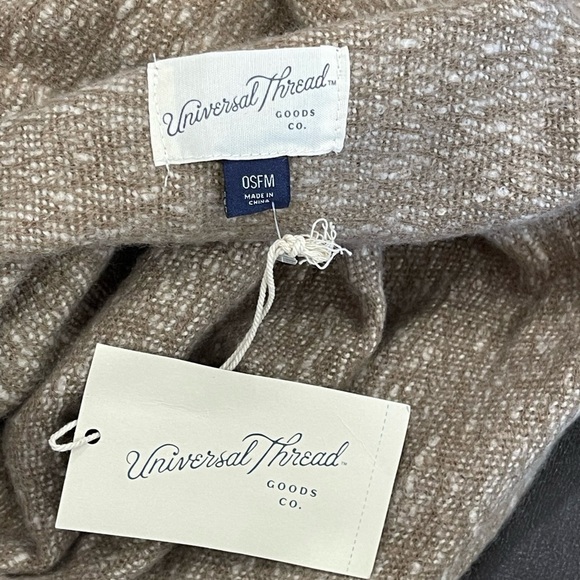 Universal Thread™
GOODS
CO.
OSFM
MADE IN
CHINA
Universal Thread™
GOODS
CO.